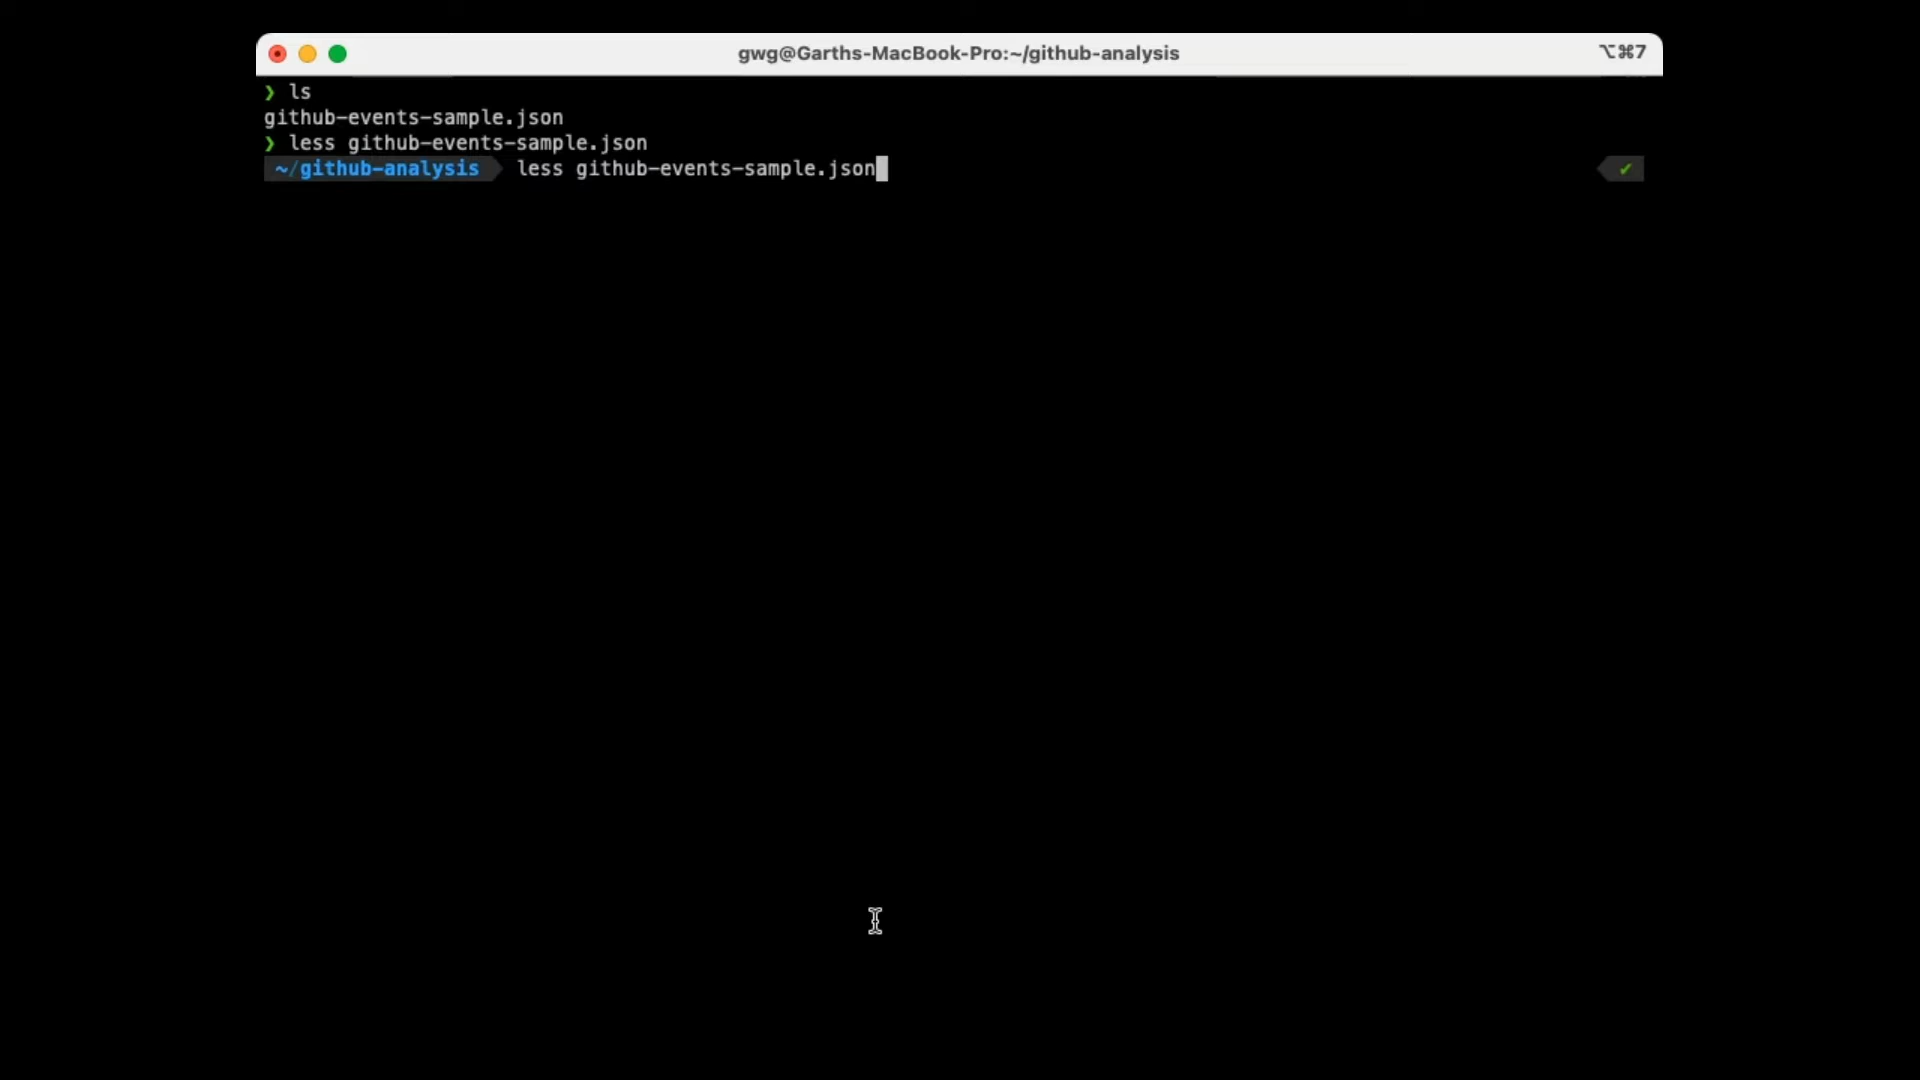 gwg@Garths-MacBook-Pro:~/github-analysis
⌥⌘7
❯ ls
github-events-sample.json
❯ less github-events-sample.json
~/github-analysis less github-events-sample.json ✔